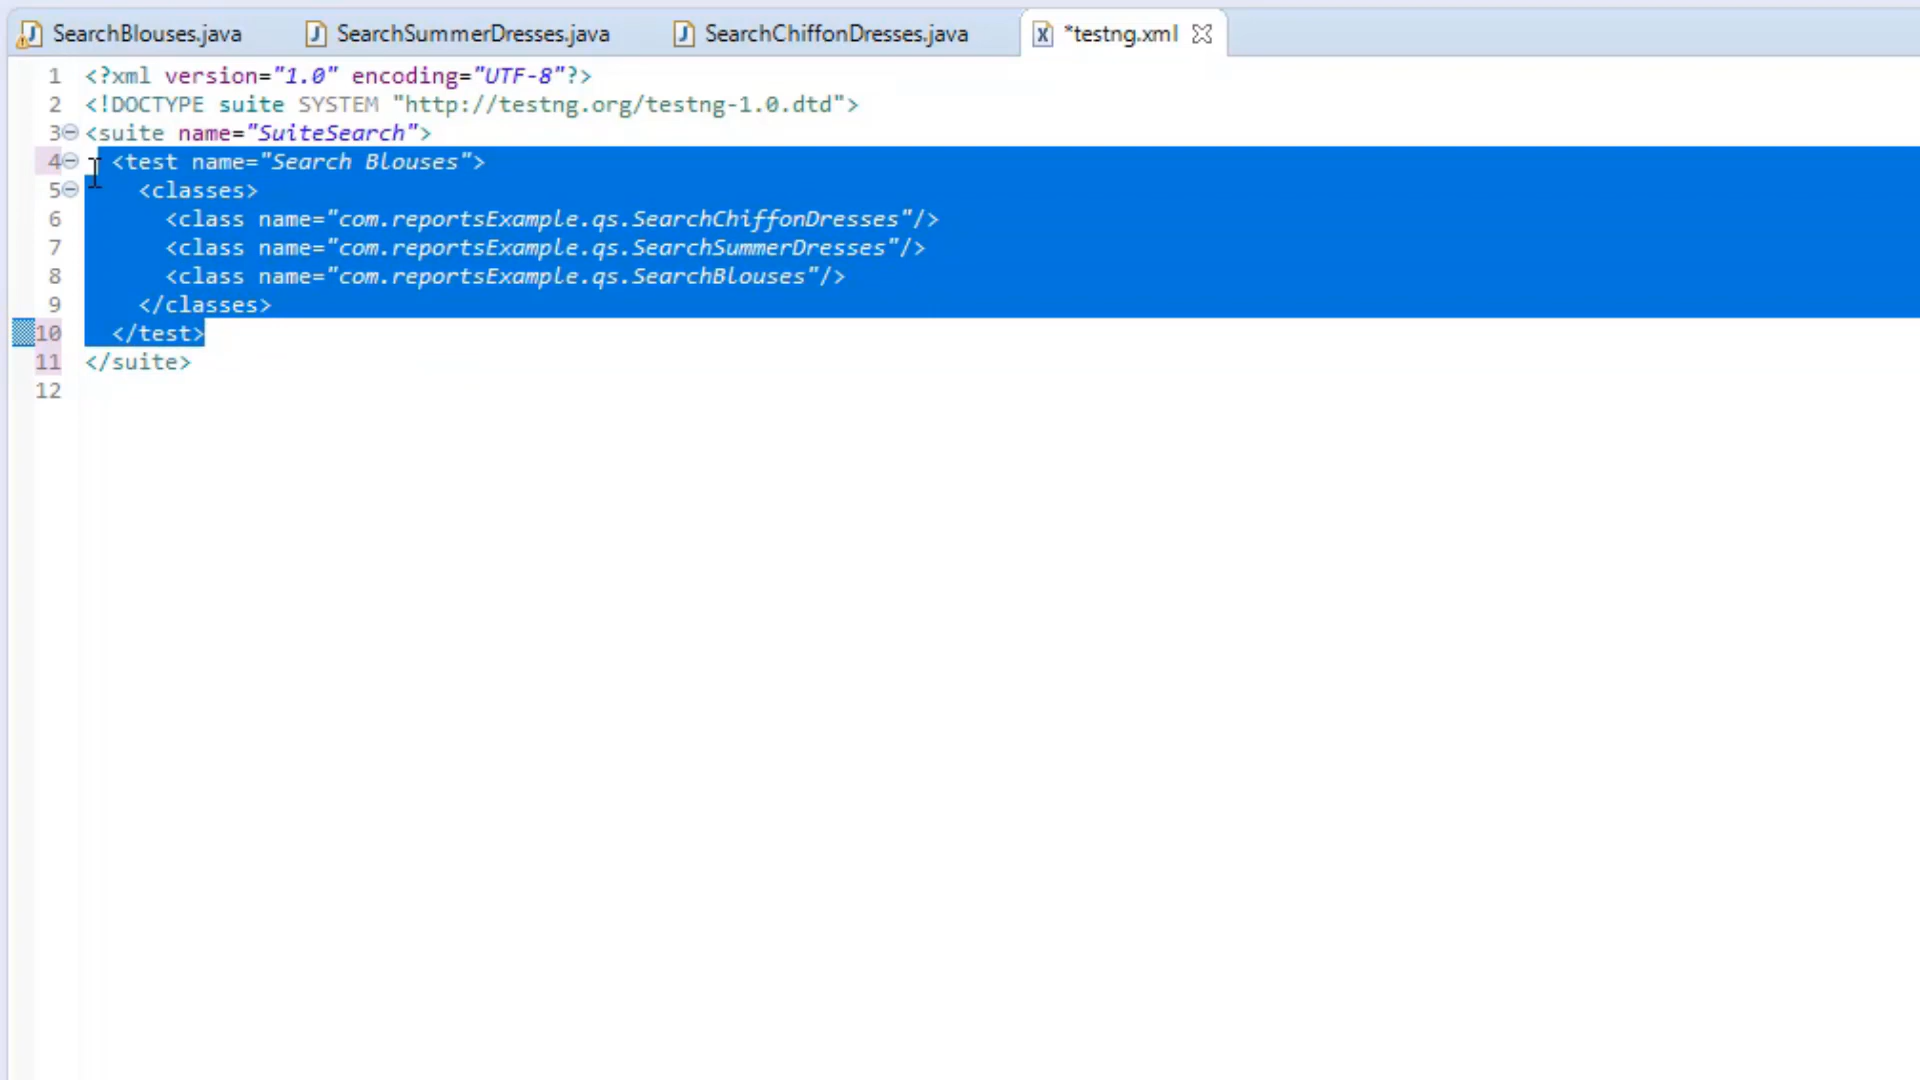 SearchBlouses.java SearchSummerDresses.java SearchChiffonDresses.java *testng.xml
1 <?xml version="1.0" encoding="UTF-8"?>
2 <!DOCTYPE suite SYSTEM "http://testng.org/testng-1.0.dtd">
3 <suite name="SuiteSearch">
4 <test name="Search Blouses">
5 <classes>
6 <class name="com.reportsExample.qs.SearchChiffonDresses"/>
7 <class name="com.reportsExample.qs.SearchSummerDresses"/>
8 <class name="com.reportsExample.qs.SearchBlouses"/>
9 </classes>
10 </test>
11 </suite>
12